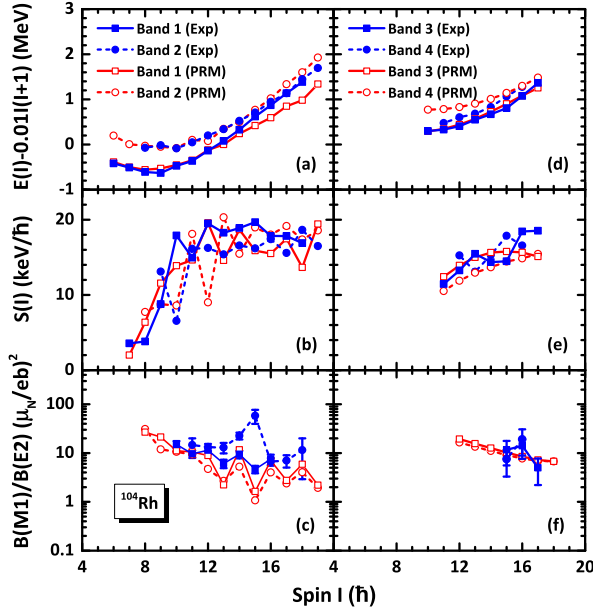 E(I)-0.01I(I+1) (MeV)
4
3
2
1
0
-1
Band 1 (Exp)
Band 2 (Exp)
Band 1 (PRM)
Band 2 (PRM)
(a)
Band 3 (Exp)
Band 4 (Exp)
Band 3 (PRM)
Band 4 (PRM)
(d)
S(I) (keV/ħ)
20
10
0
(b)
(e)
B(M1)/B(E2) (μN/eb)²
100
10
1
0.1
¹⁰⁴Rh
(c)
(f)
4 8 12 16 4 8 12 16 20
Spin I (ħ)